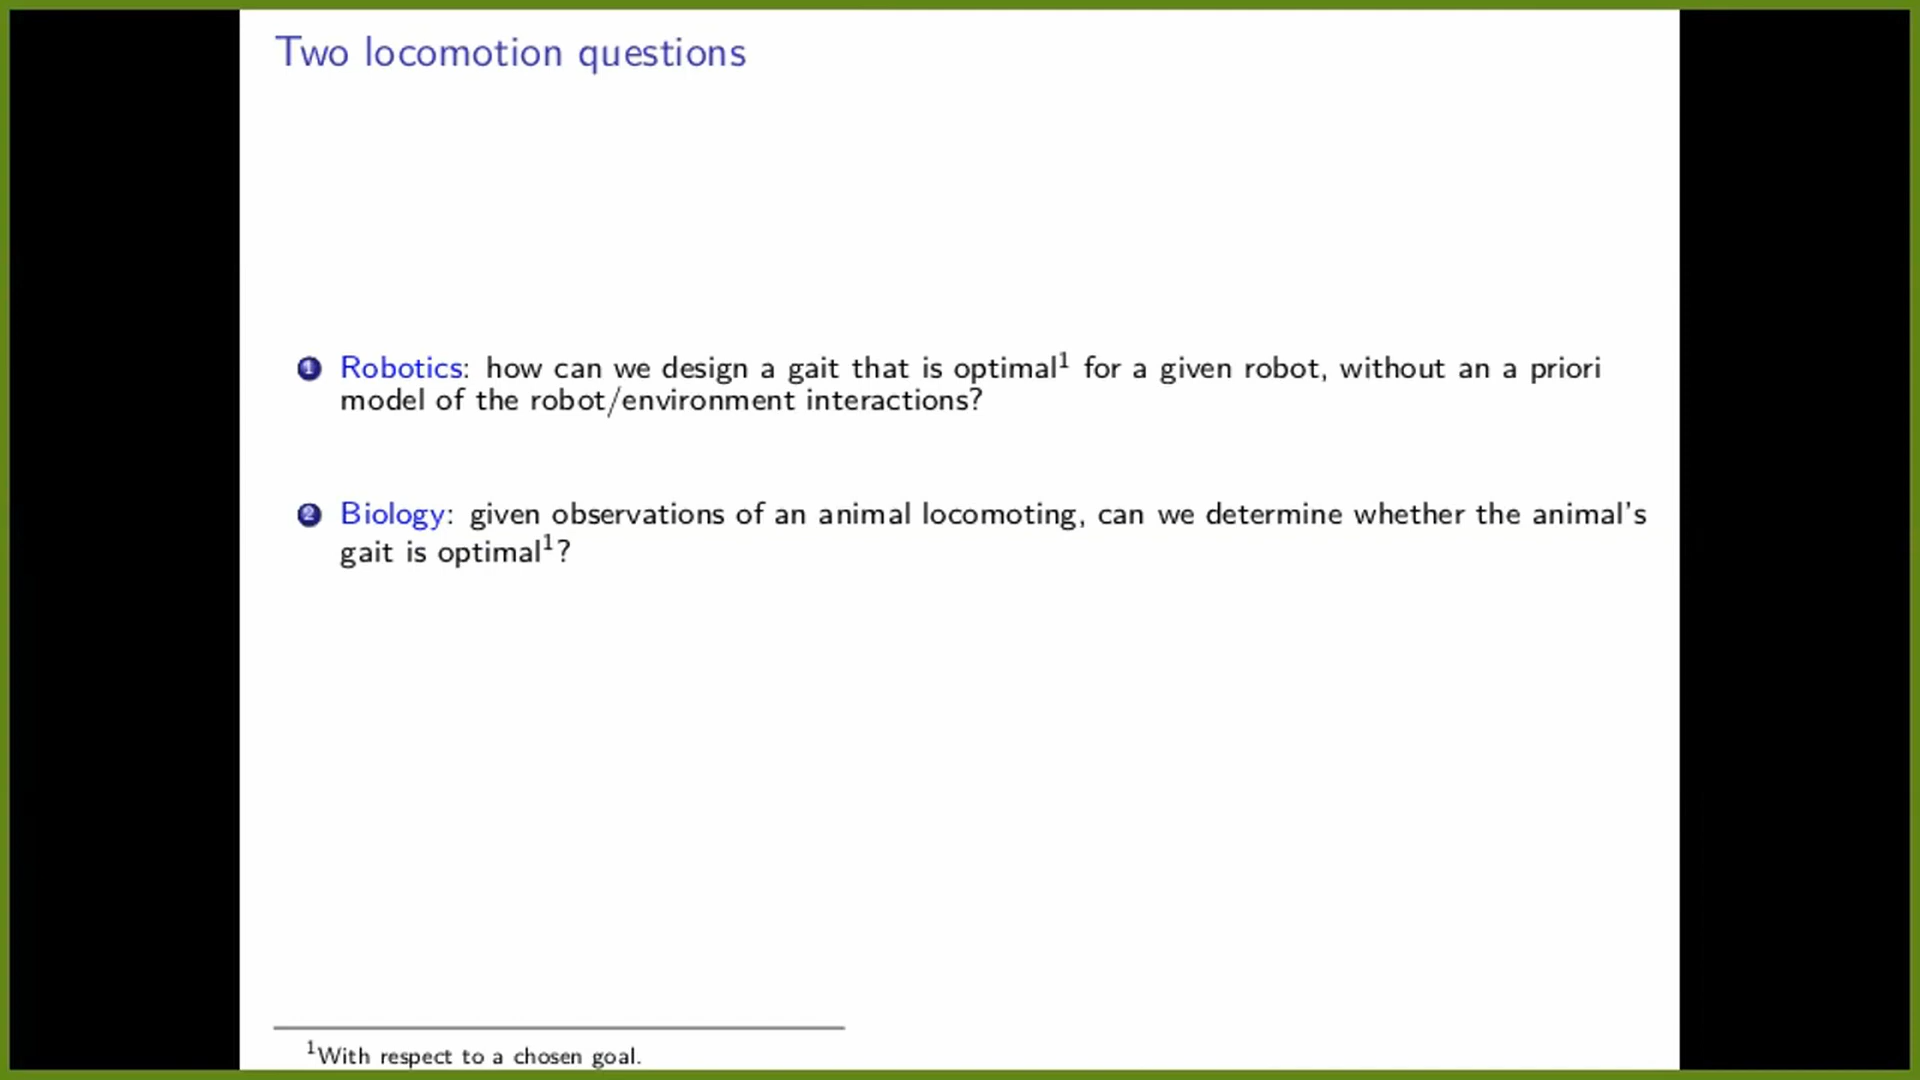 Two locomotion questions
1 Robotics: how can we design a gait that is optimal¹ for a given robot, without an a priori
model of the robot/environment interactions?
2 Biology: given observations of an animal locomoting, can we determine whether the animal's
gait is optimal¹?
¹With respect to a chosen goal.